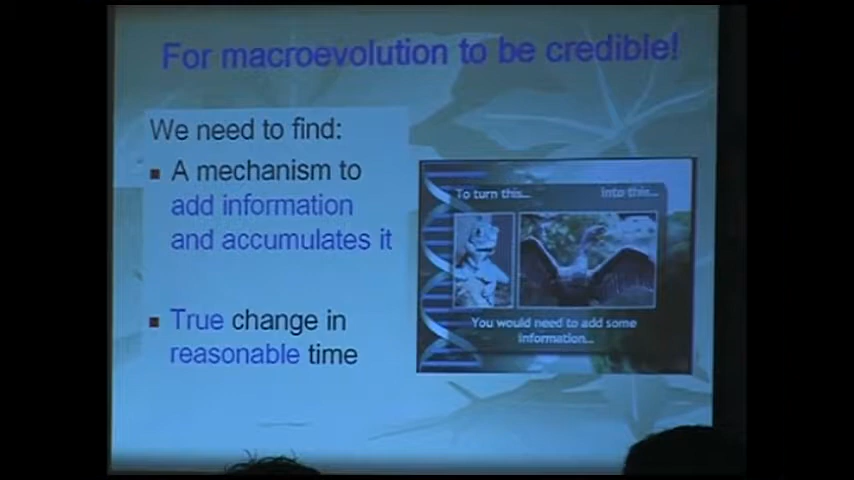 For macroevolution to be credible!
We need to find:
A mechanism to
add information
and accumulates it
True change in
reasonable time
To turn this...
Into this...
You would need to add some
information...